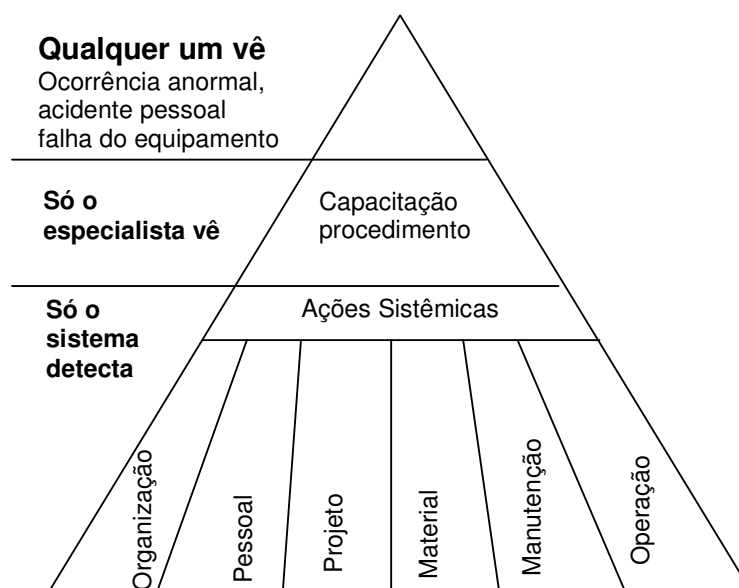 Qualquer um vê
Ocorrência anormal,
acidente pessoal
falha do equipamento
Só o
especialista vê
Capacitação
procedimento
Só o
sistema
detecta
Ações Sistêmicas
Organização
Pessoal
Projeto
Material
Manutenção
Operação